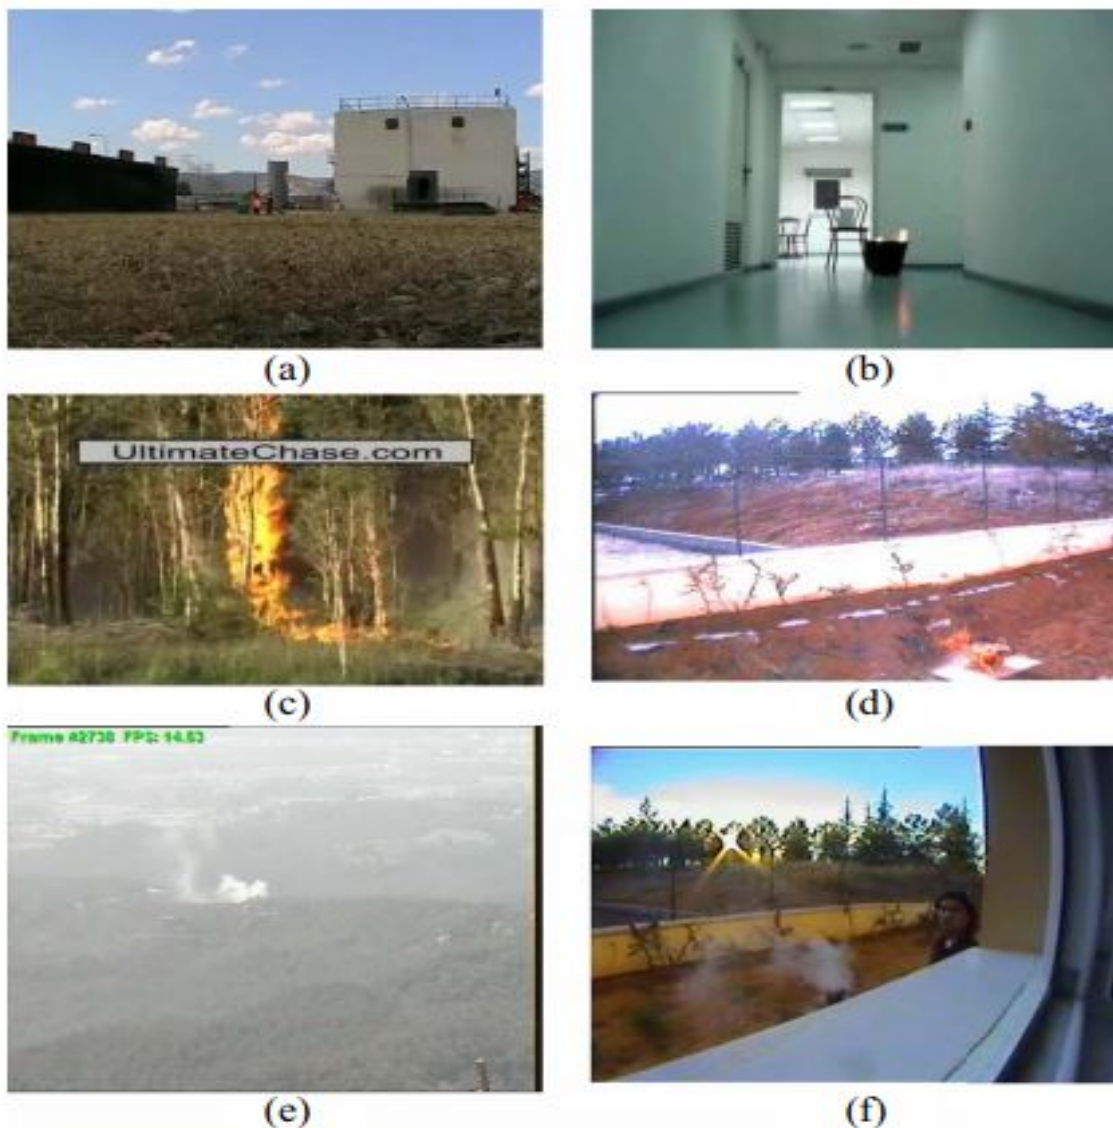 (a)
(b)
UltimateChase.com
(c)
(d)
Frame #2738 FPS: 14.63
(e)
(f)